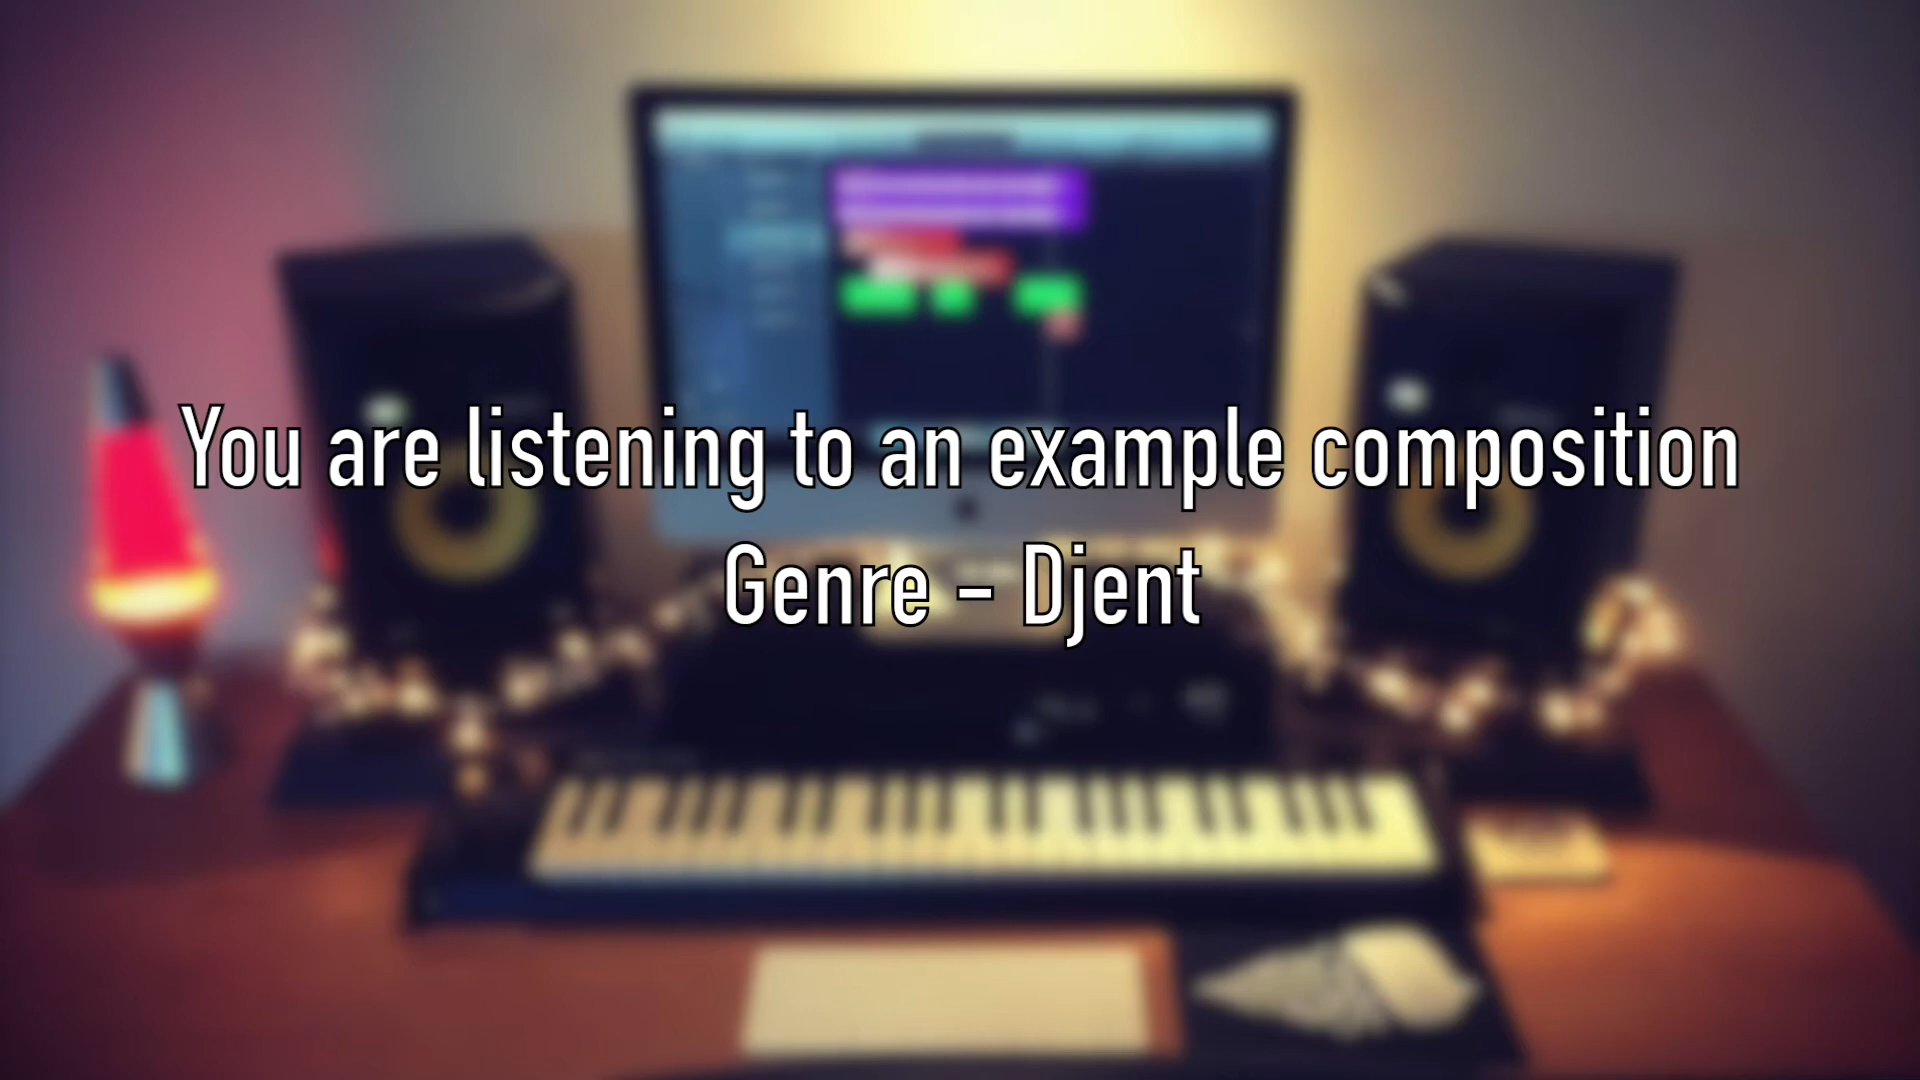 You are listening to an example composition
Genre – Djent